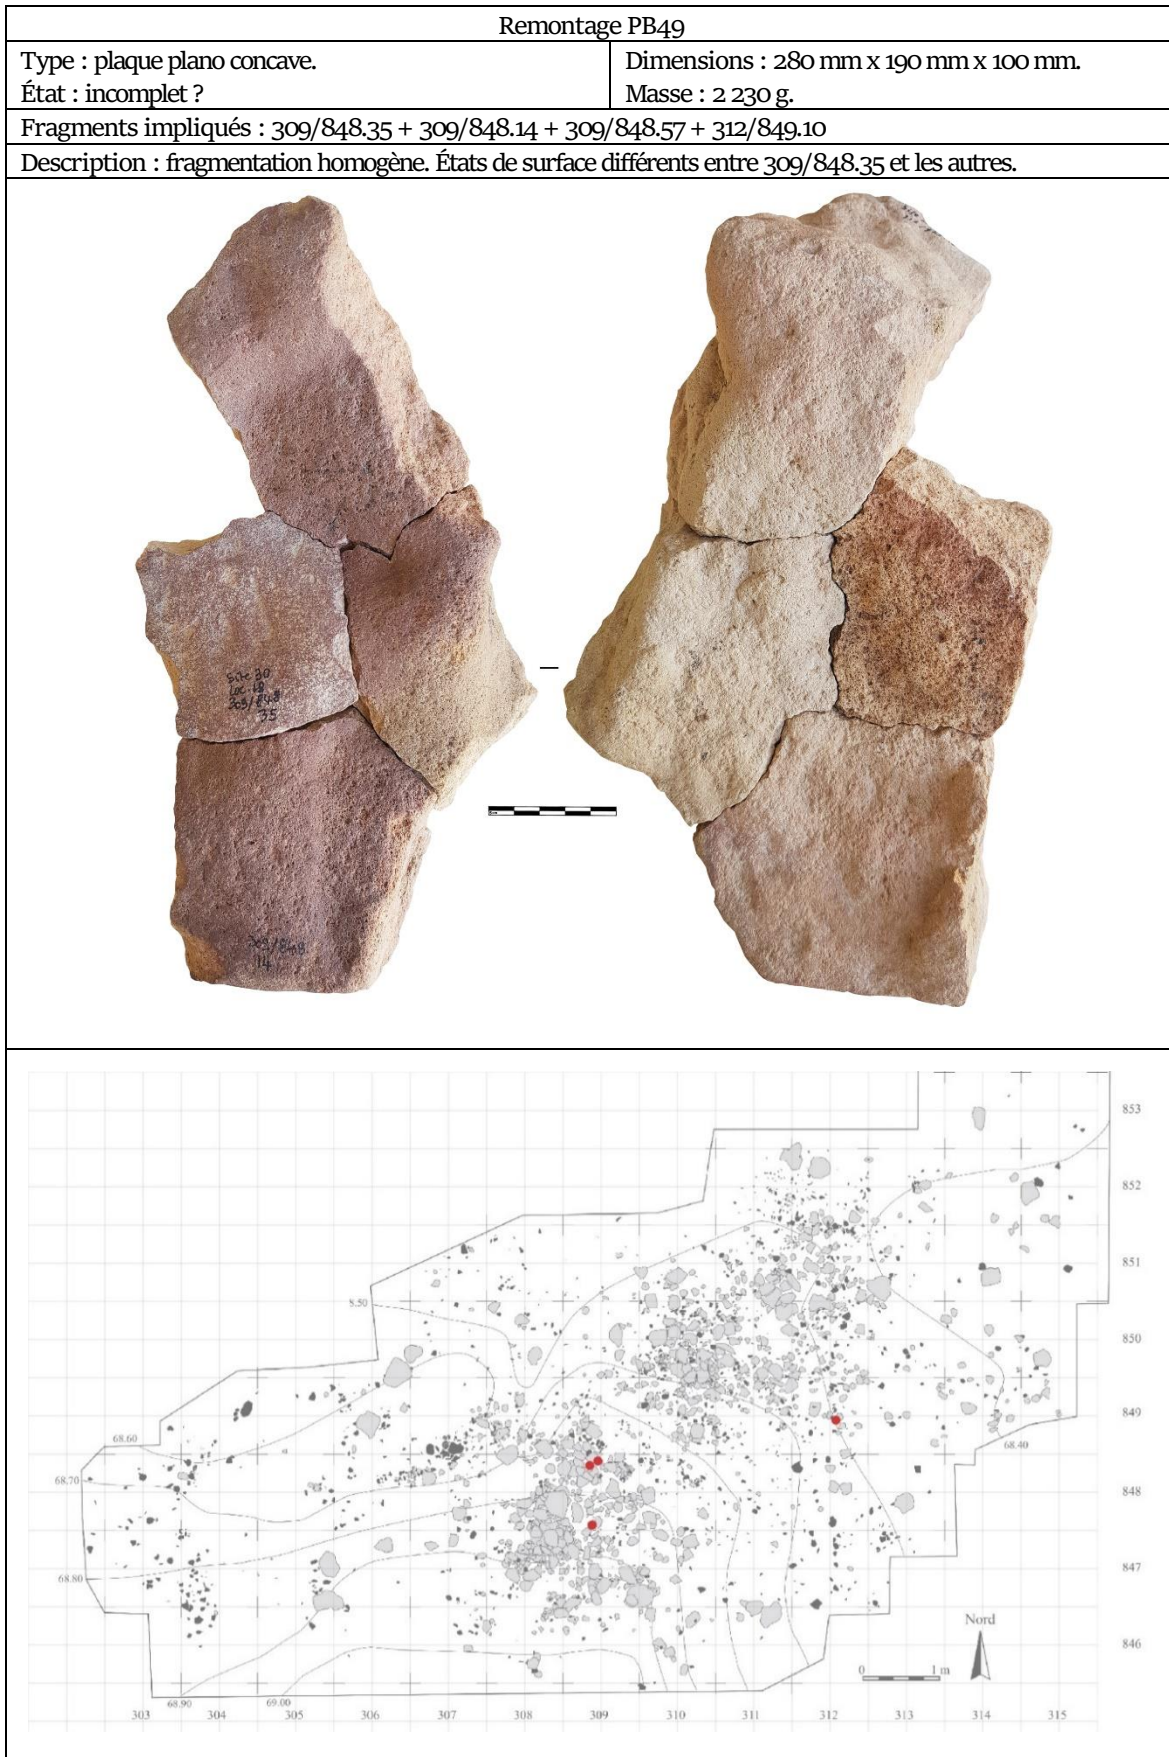 Remontage PB49
Type : plaque plano concave.
État : incomplet ?
Dimensions : 280 mm x 190 mm x 100 mm.
Masse : 2 230 g.
Fragments impliqués : 309/848.35 + 309/848.14 + 309/848.57 + 312/849.10
Description : fragmentation homogène. États de surface différents entre 309/848.35 et les autres.
Site 30
Loc. 18
309/848
35
309/848.
14
853
852
851
8.50
850
849
68.60
68.40
68.70
848
847
68.80
Nord
846
0 1 m
68.90 69.00
303 304 305 306 307 308 309 310 311 312 313 314 315